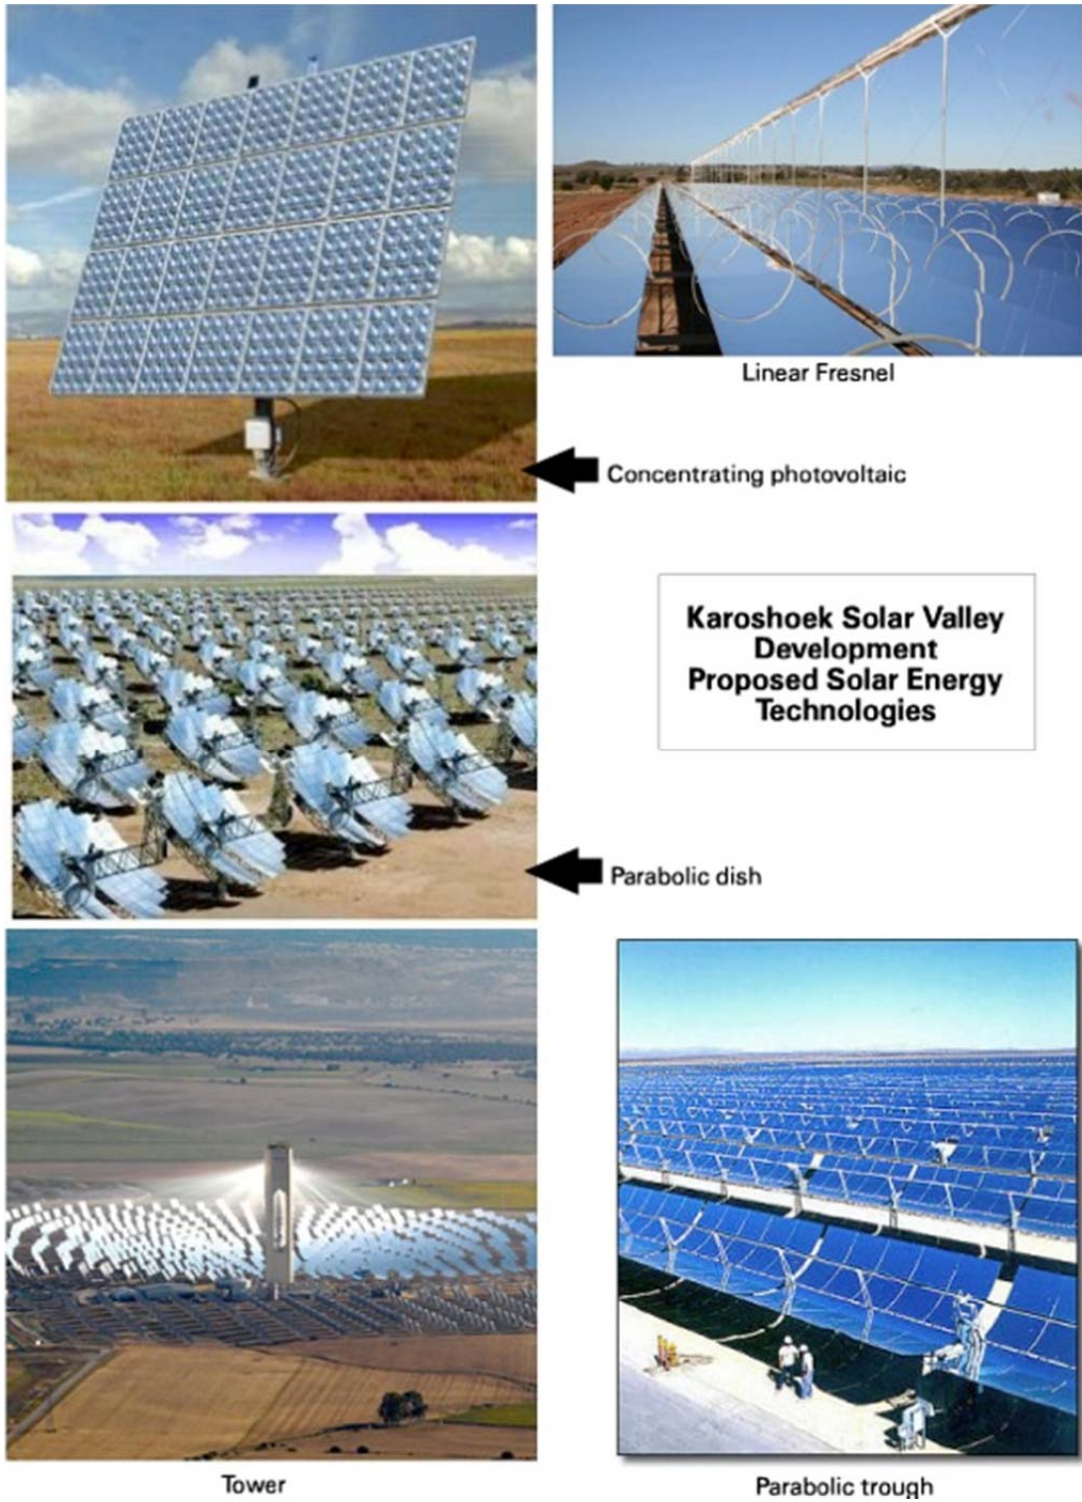 Linear Fresnel
Concentrating photovoltaic
Karoshoek Solar Valley
Development
Proposed Solar Energy
Technologies
Parabolic dish
Tower
Parabolic trough